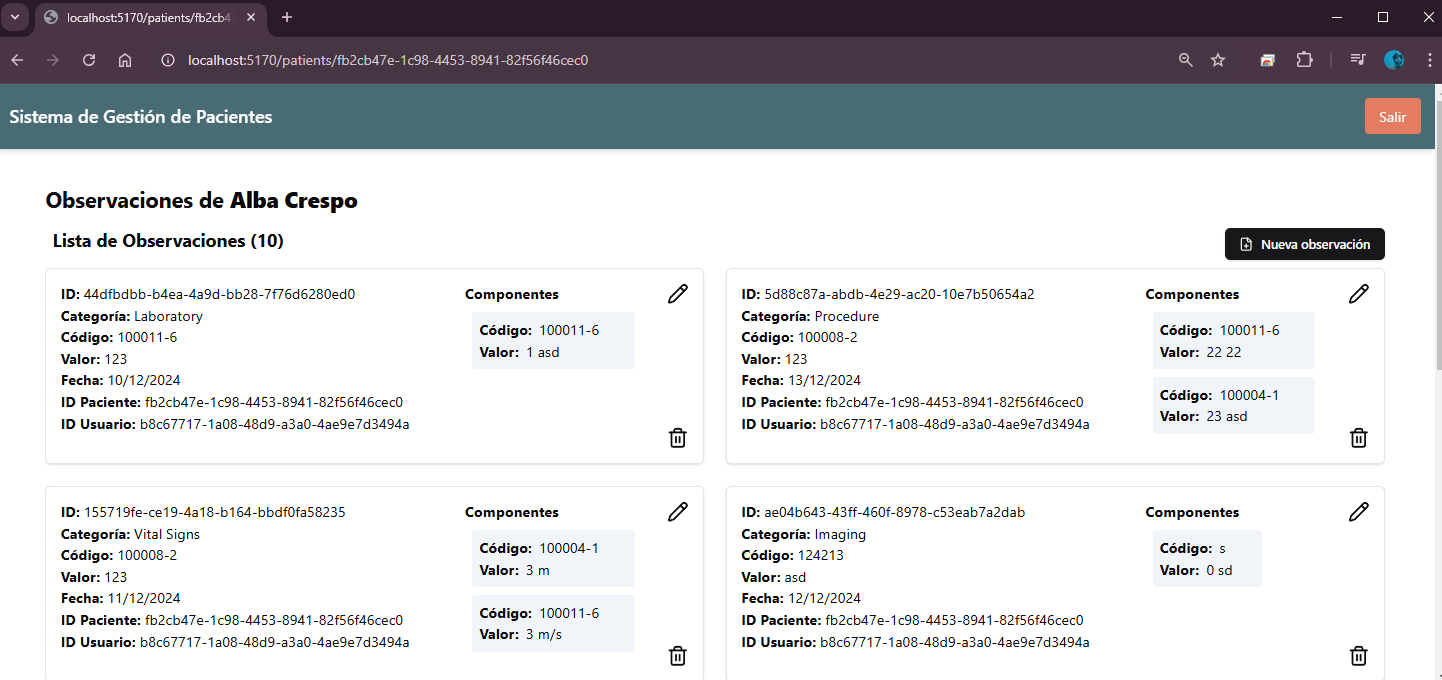 localhost:5170/patients/fb2cb4
localhost:5170/patients/fb2cb47e-1c98-4453-8941-82f56f46cec0
Sistema de Gestión de Pacientes
Salir
Observaciones de Alba Crespo
Lista de Observaciones (10)
Nueva observación
ID: 44dfbdbb-b4ea-4a9d-bb28-7f76d6280ed0
Categoría: Laboratory
Código: 100011-6
Valor: 123
Fecha: 10/12/2024
ID Paciente: fb2cb47e-1c98-4453-8941-82f56f46cec0
ID Usuario: b8c67717-1a08-48d9-a3a0-4ae9e7d3494a
Componentes
Código: 100011-6
Valor: 1 asd
ID: 5d88c87a-abdb-4e29-ac20-10e7b50654a2
Categoría: Procedure
Código: 100008-2
Valor: 123
Fecha: 13/12/2024
ID Paciente: fb2cb47e-1c98-4453-8941-82f56f46cec0
ID Usuario: b8c67717-1a08-48d9-a3a0-4ae9e7d3494a
Componentes
Código: 100011-6
Valor: 22 22
Código: 100004-1
Valor: 23 asd
ID: 155719fe-ce19-4a18-b164-bbdf0fa58235
Categoría: Vital Signs
Código: 100008-2
Valor: 123
Fecha: 11/12/2024
ID Paciente: fb2cb47e-1c98-4453-8941-82f56f46cec0
ID Usuario: b8c67717-1a08-48d9-a3a0-4ae9e7d3494a
Componentes
Código: 100004-1
Valor: 3 m
Código: 100011-6
Valor: 3 m/s
ID: ae04b643-43ff-460f-8978-c53eab7a2dab
Categoría: Imaging
Código: 124213
Valor: asd
Fecha: 12/12/2024
ID Paciente: fb2cb47e-1c98-4453-8941-82f56f46cec0
ID Usuario: b8c67717-1a08-48d9-a3a0-4ae9e7d3494a
Componentes
Código: s
Valor: 0 sd